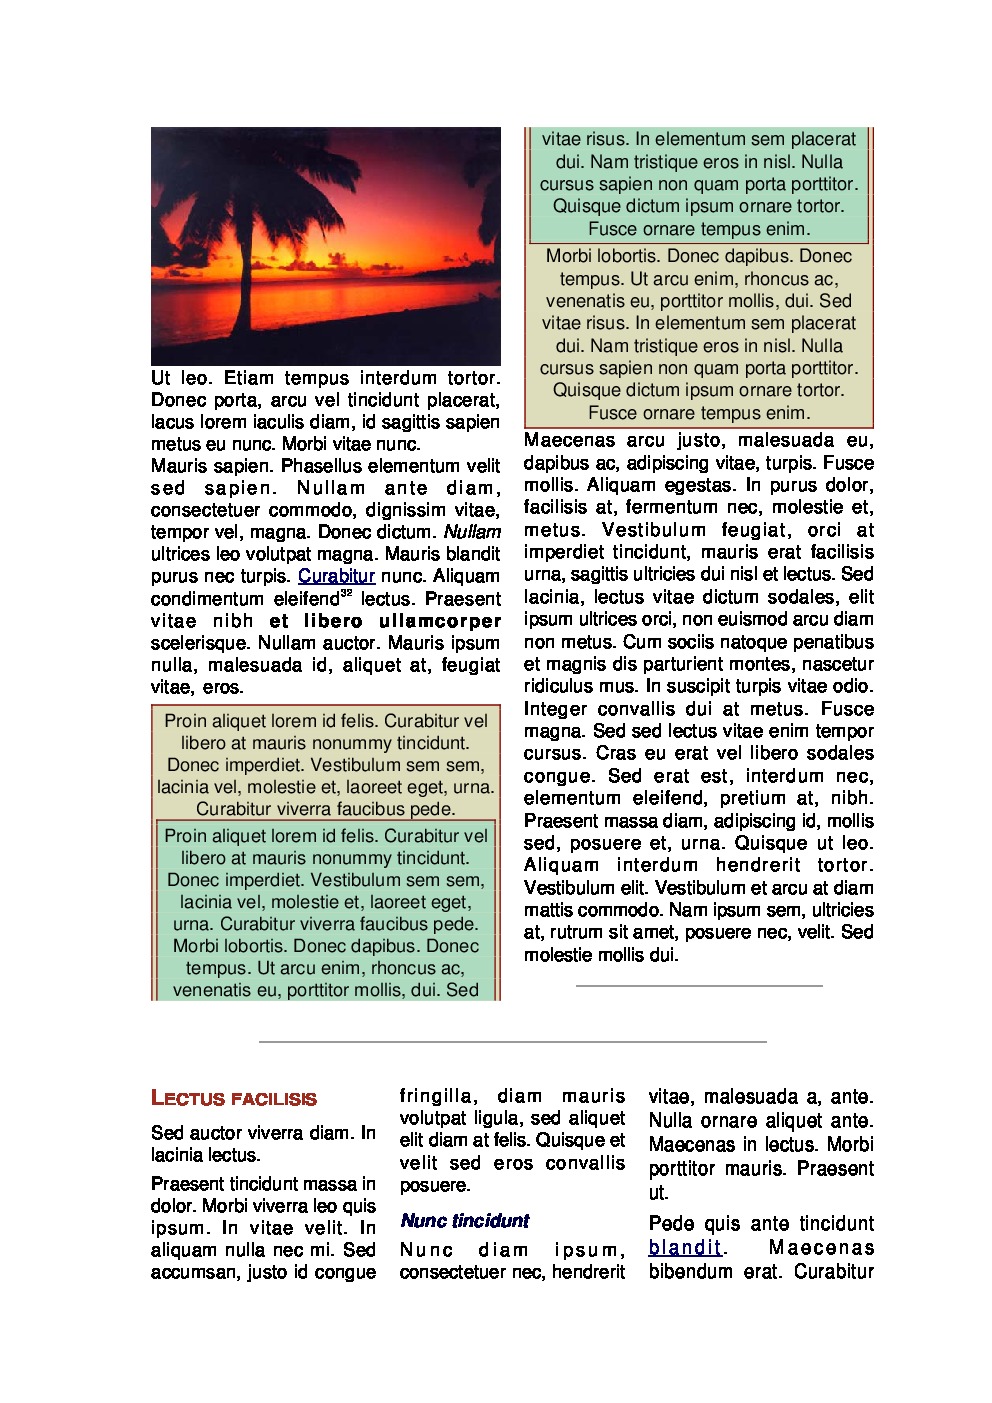 Ut leo. Etiam tempus interdum tortor.
Donec porta, arcu vel tincidunt placerat,
lacus lorem iaculis diam, id sagittis sapien
metus eu nunc. Morbi vitae nunc.
Mauris sapien. Phasellus elementum velit
sed sapien. Nullam ante diam,
consectetuer commodo, dignissim vitae,
tempor vel, magna. Donec dictum. Nullam
ultrices leo volutpat magna. Mauris blandit
purus nec turpis. Curabitur nunc. Aliquam
condimentum eleifend32 lectus. Praesent
vitae nibh et libero ullamcorper
scelerisque. Nullam auctor. Mauris ipsum
nulla, malesuada id, aliquet at, feugiat
vitae, eros.
Proin aliquet lorem id felis. Curabitur vel
libero at mauris nonummy tincidunt.
Donec imperdiet. Vestibulum sem sem,
lacinia vel, molestie et, laoreet eget, urna.
Curabitur viverra faucibus pede.
Proin aliquet lorem id felis. Curabitur vel
libero at mauris nonummy tincidunt.
Donec imperdiet. Vestibulum sem sem,
lacinia vel, molestie et, laoreet eget,
urna. Curabitur viverra faucibus pede.
Morbi lobortis. Donec dapibus. Donec
tempus. Ut arcu enim, rhoncus ac,
venenatis eu, porttitor mollis, dui. Sed
vitae risus. In elementum sem placerat
dui. Nam tristique eros in nisl. Nulla
cursus sapien non quam porta porttitor.
Quisque dictum ipsum ornare tortor.
Fusce ornare tempus enim.
Morbi lobortis. Donec dapibus. Donec
tempus. Ut arcu enim, rhoncus ac,
venenatis eu, porttitor mollis, dui. Sed
vitae risus. In elementum sem placerat
dui. Nam tristique eros in nisl. Nulla
cursus sapien non quam porta porttitor.
Quisque dictum ipsum ornare tortor.
Fusce ornare tempus enim.
Maecenas arcu justo, malesuada eu,
dapibus ac, adipiscing vitae, turpis. Fusce
mollis. Aliquam egestas. In purus dolor,
facilisis at, fermentum nec, molestie et,
metus. Vestibulum feugiat, orci at
imperdiet tincidunt, mauris erat facilisis
urna, sagittis ultricies dui nisl et lectus. Sed
lacinia, lectus vitae dictum sodales, elit
ipsum ultrices orci, non euismod arcu diam
non metus. Cum sociis natoque penatibus
et magnis dis parturient montes, nascetur
ridiculus mus. In suscipit turpis vitae odio.
Integer convallis dui at metus. Fusce
magna. Sed sed lectus vitae enim tempor
cursus. Cras eu erat vel libero sodales
congue. Sed erat est, interdum nec,
elementum eleifend, pretium at, nibh.
Praesent massa diam, adipiscing id, mollis
sed, posuere et, urna. Quisque ut leo.
Aliquam interdum hendrerit tortor.
Vestibulum elit. Vestibulum et arcu at diam
mattis commodo. Nam ipsum sem, ultricies
at, rutrum sit amet, posuere nec, velit. Sed
molestie mollis dui.
LECTUS FACILISIS
Sed auctor viverra diam. In
lacinia lectus.
Praesent tincidunt massa in
dolor. Morbi viverra leo quis
ipsum. In vitae velit. In
aliquam nulla nec mi. Sed
accumsan, justo id congue
fringilla, diam mauris
volutpat ligula, sed aliquet
elit diam at felis. Quisque et
velit sed eros convallis
posuere.
Nunc tincidunt
Nunc diam ipsum,
consectetuer nec, hendrerit
vitae, malesuada a, ante.
Nulla ornare aliquet ante.
Maecenas in lectus. Morbi
porttitor mauris. Praesent
ut.
Pede quis ante tincidunt
blandit. Maecenas
bibendum erat. Curabitur